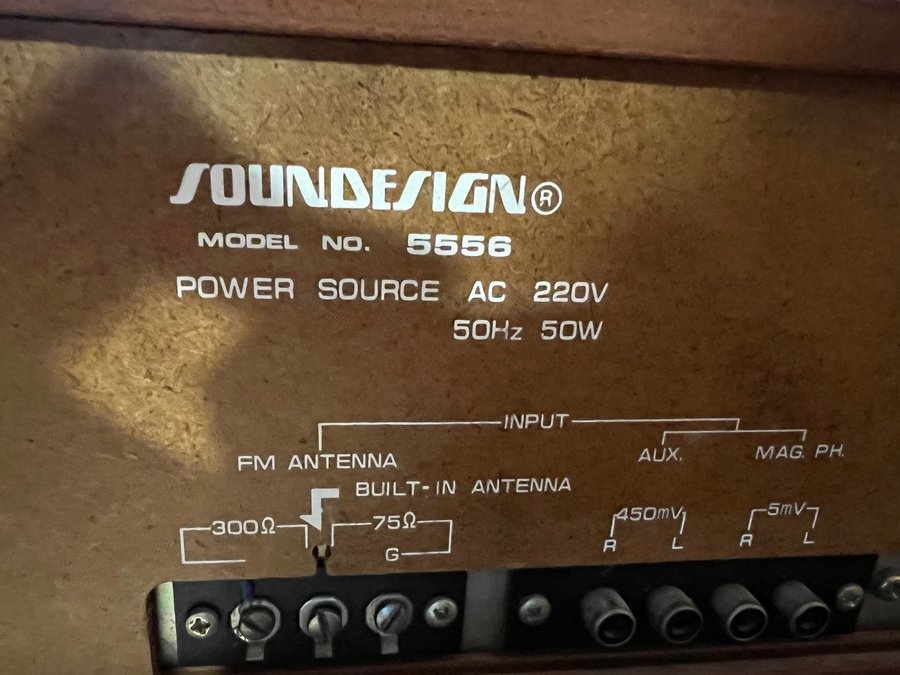 SOUNDESIGN®
MODEL NO. 5556
POWER SOURCE AC 220V
50Hz 50W
INPUT
FM ANTENNA AUX. MAG. PH.
BUILT-IN ANTENNA
300Ω 75Ω 450mV 5mV
G R L R L